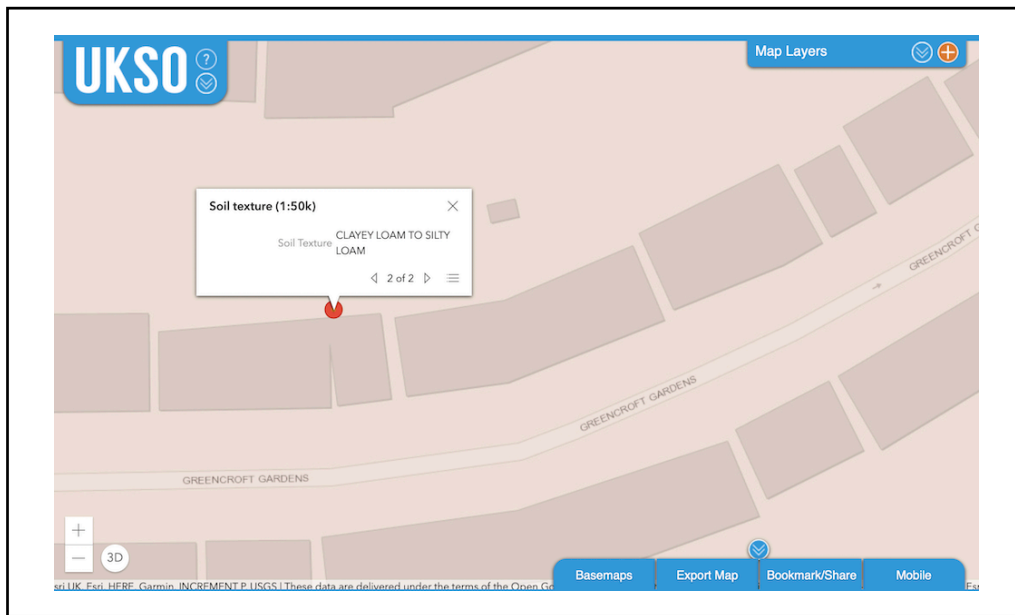 UKSO
?
Map Layers
Soil texture (1:50k)
Soil Texture CLAYEY LOAM TO SILTY
LOAM
2 of 2
GREENCROFT G
GREENCROFT GARDENS
GREENCROFT GARDENS
+
−
3D
sri UK, Esri, HERE, Garmin, INCREMENT P, USGS | These data are delivered under the terms of the Open Go
Basemaps
Export Map
Bookmark/Share
Mobile
Esr